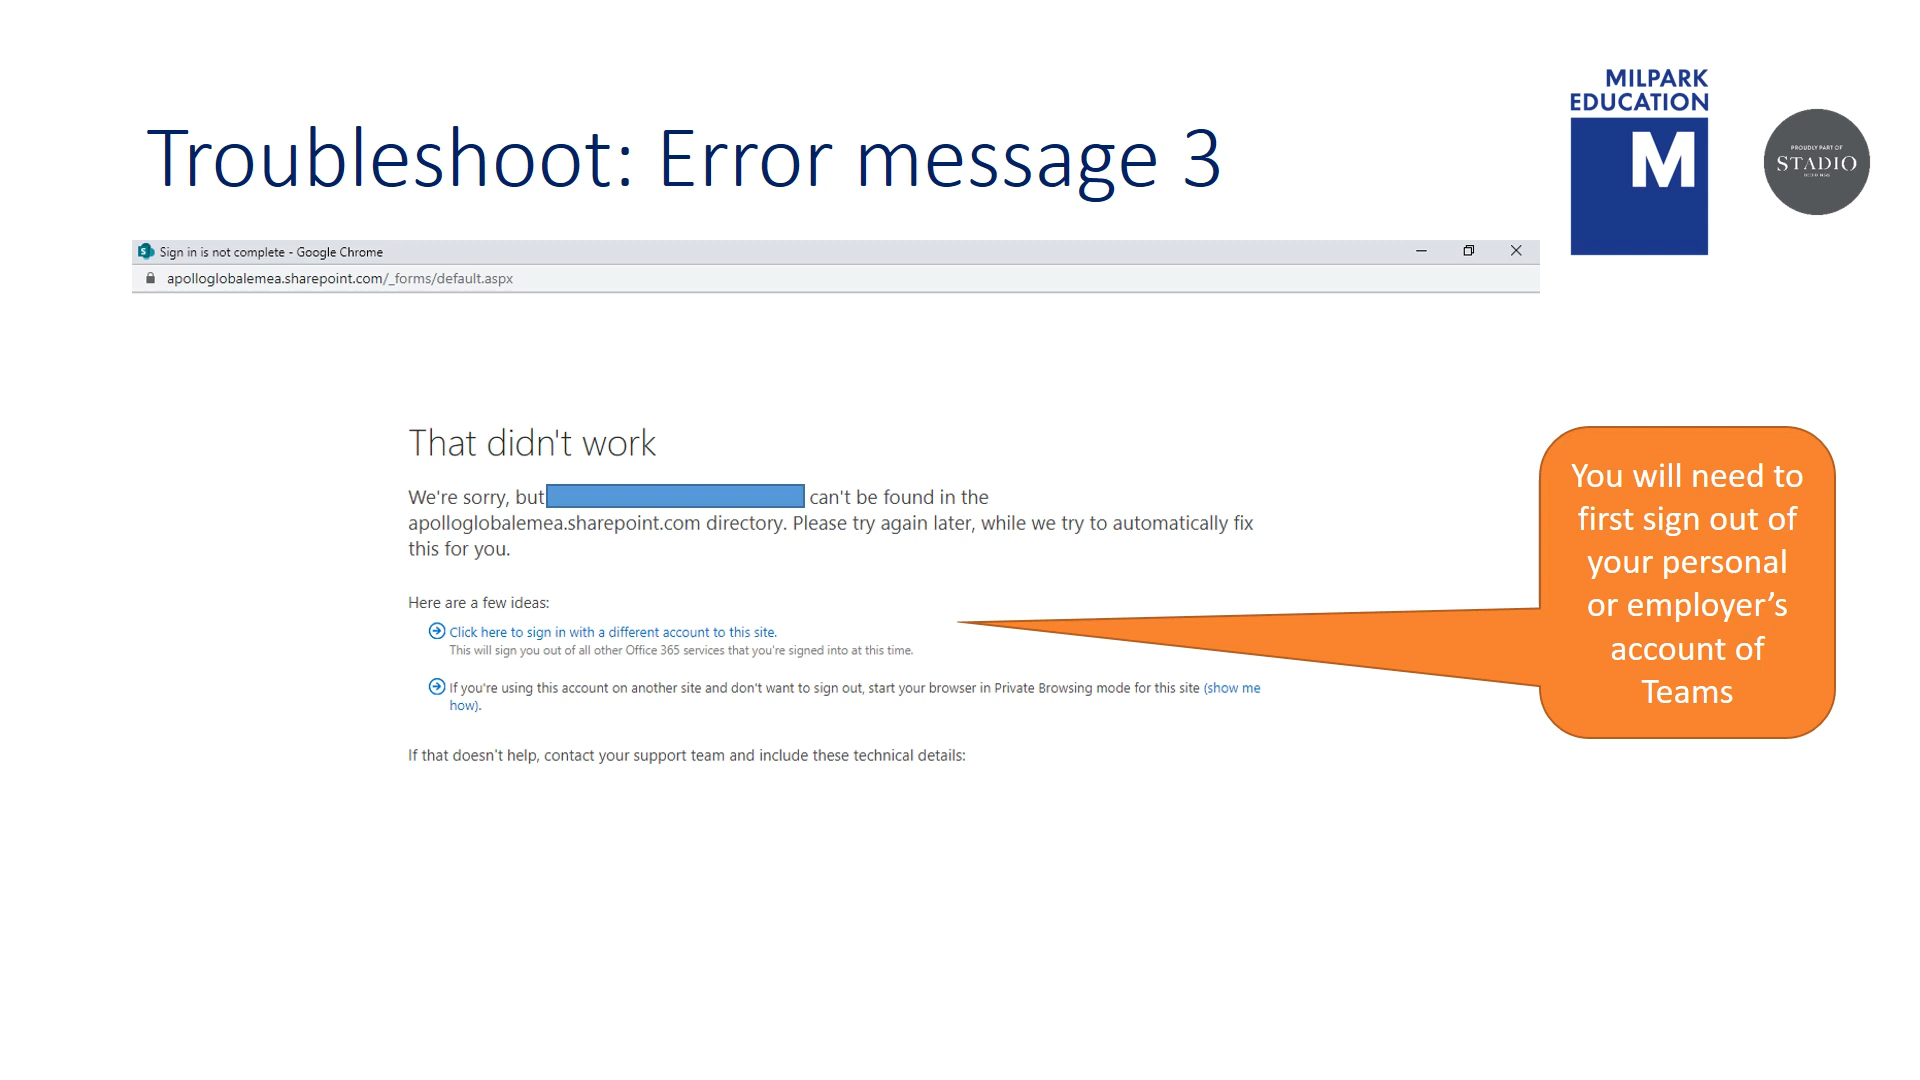 MILPARK
EDUCATION
M
PROUDLY PART OF
STADIO
Troubleshoot: Error message 3
Sign in is not complete - Google Chrome
apolloglobalemea.sharepoint.com/_forms/default.aspx
That didn't work
We're sorry, but can't be found in the
apolloglobalemea.sharepoint.com directory. Please try again later, while we try to automatically fix
this for you.
Here are a few ideas:
Click here to sign in with a different account to this site.
This will sign you out of all other Office 365 services that you're signed into at this time.
If you're using this account on another site and don't want to sign out, start your browser in Private Browsing mode for this site (show me
how).
If that doesn't help, contact your support team and include these technical details:
You will need to
first sign out of
your personal
or employer’s
account of
Teams